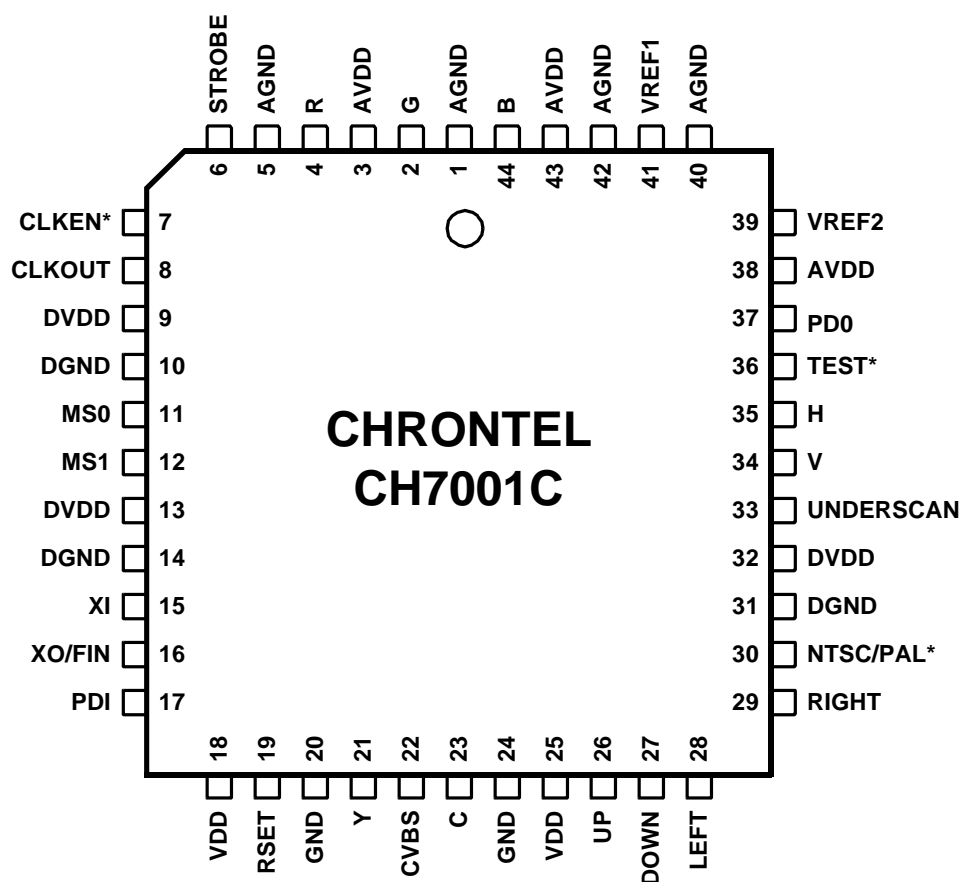 STROBE
AGND
R
AVDD
G
AGND
B
AVDD
AGND
VREF1
AGND
6
5
4
3
2
1
44
43
42
41
40
CLKEN* 7
CLKOUT 8
DVDD 9
DGND 10
MS0 11
MS1 12
DVDD 13
DGND 14
XI 15
XO/FIN 16
PDI 17
CHRONTEL
CH7001C
39 VREF2
38 AVDD
37 PD0
36 TEST*
35 H
34 V
33 UNDERSCAN
32 DVDD
31 DGND
30 NTSC/PAL*
29 RIGHT
18
19
20
21
22
23
24
25
26
27
28
VDD
RSET
GND
Y
CVBS
C
GND
VDD
UP
DOWN
LEFT